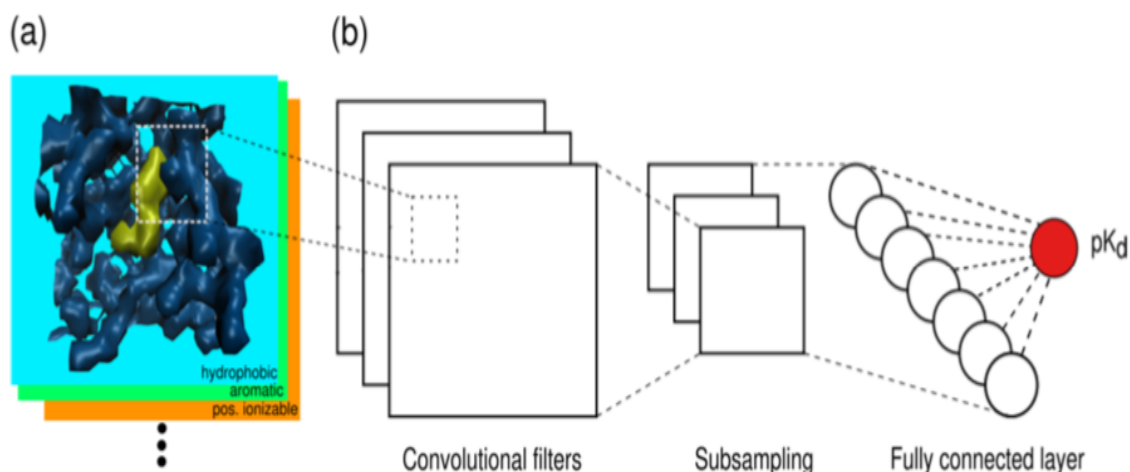 (a)
(b)
hydrophobic
aromatic
pos. ionizable
pKd
Convolutional filters
Subsampling
Fully connected layer